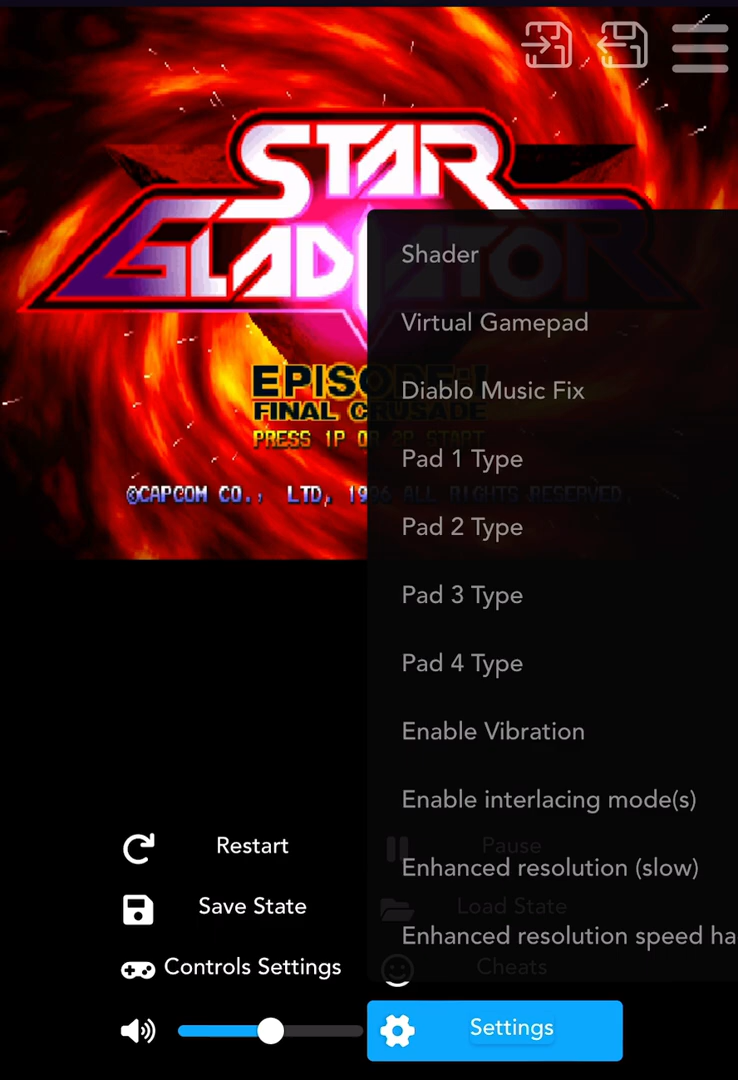 STAR
GLADIATOR
EPISODE:I
FINAL CRUSADE
PRESS 1P OR 2P START
©CAPCOM CO., LTD, 1996 ALL RIGHTS RESERVED.
Shader
Virtual Gamepad
Diablo Music Fix
Pad 1 Type
Pad 2 Type
Pad 3 Type
Pad 4 Type
Enable Vibration
Enable interlacing mode(s)
Restart
Pause
Enhanced resolution (slow)
Save State
Load State
Enhanced resolution speed ha
Controls Settings
Cheats
Settings